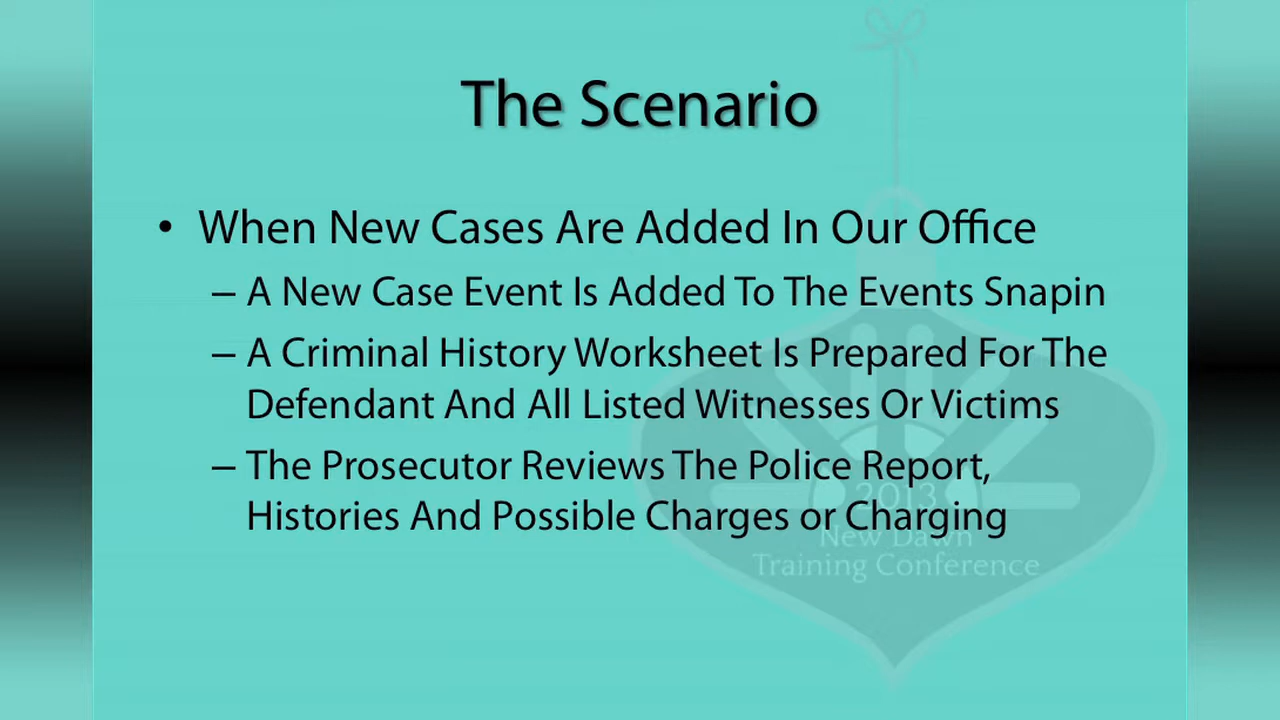 The Scenario
• When New Cases Are Added In Our Office
– A New Case Event Is Added To The Events Snapin
– A Criminal History Worksheet Is Prepared For The
Defendant And All Listed Witnesses Or Victims
– The Prosecutor Reviews The Police Report,
Histories And Possible Charges or Charging
2013
New Dawn
Training Conference